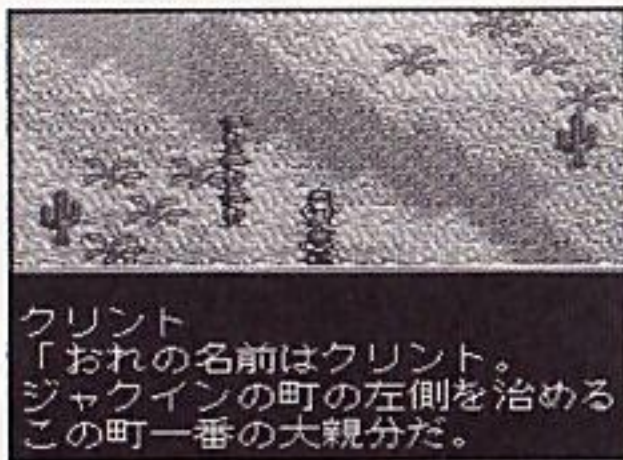 クリント
「おれの名前はクリント。
ジャクインの町の左側を治める
この町一番の大親分だ。